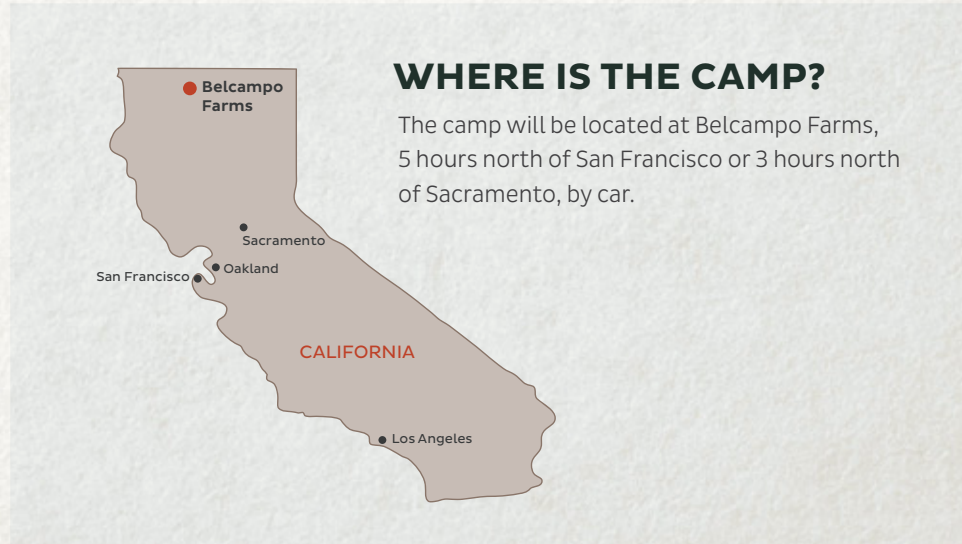 WHERE IS THE CAMP?
The camp will be located at Belcampo Farms,
5 hours north of San Francisco or 3 hours north
of Sacramento, by car.
Belcampo
Farms
Sacramento
Oakland
San Francisco
CALIFORNIA
Los Angeles